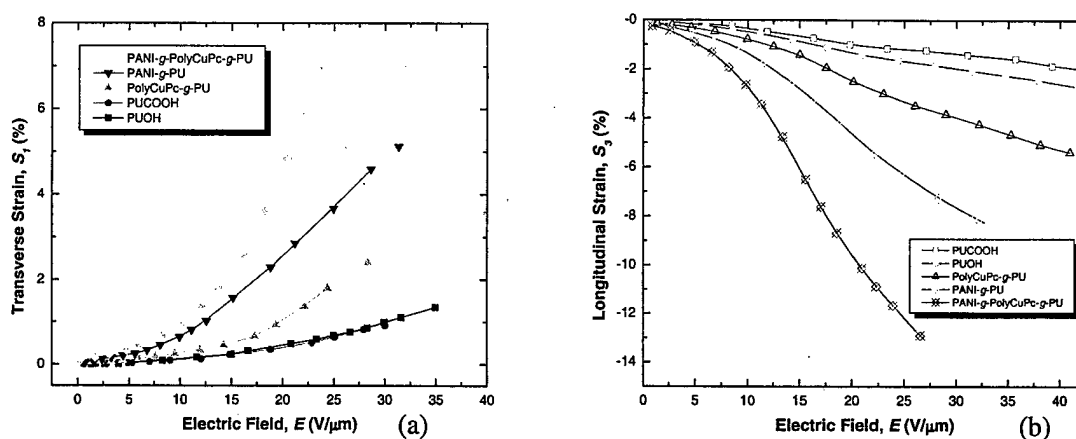 8
6
4
2
0
Transverse Strain, S1 (%)
PANI-g-PolyCuPc-g-PU
PANI-g-PU
PolyCuPc-g-PU
PUCOOH
PUOH
0 5 10 15 20 25 30 35 40
Electric Field, E (V/μm)
(a)
-0
-2
-4
-6
-8
-10
-12
-14
Longitudinal Strain, S3 (%)
PUCOOH
PUOH
PolyCuPc-g-PU
PANI-g-PU
PANI-g-PolyCuPc-g-PU
0 5 10 15 20 25 30 35 40
Electric Field, E (V/μm)
(b)